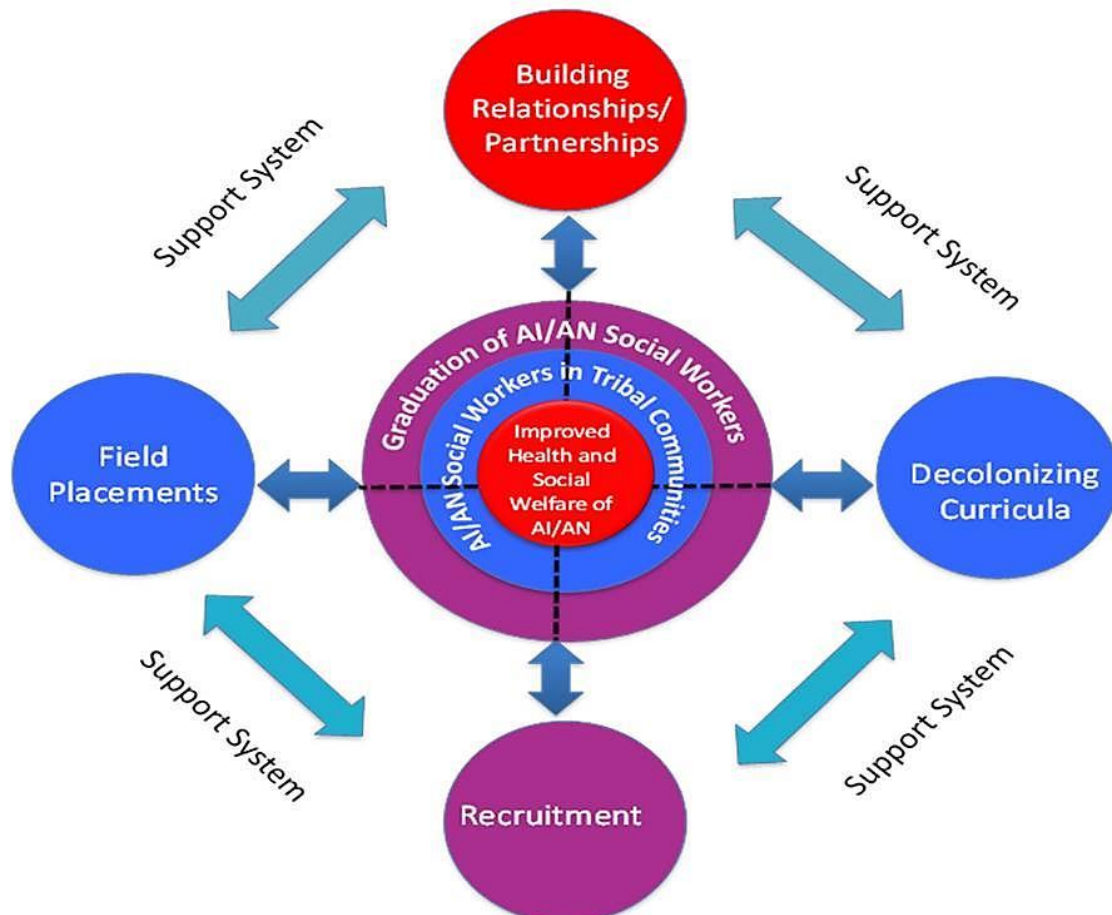 Building
Relationships/
Partnerships
Support System
Support System
Graduation of AI/AN Social Workers
AI/AN Social Workers in Tribal Communities
Improved
Health and
Social
Welfare of
AI/AN
Field
Placements
Decolonizing
Curricula
Support System
Support System
Recruitment